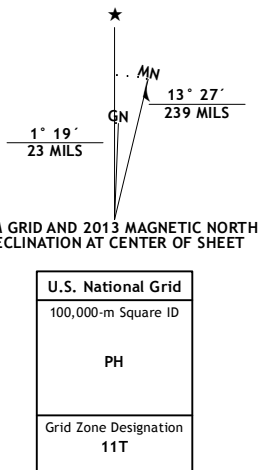 ★
MN
GN
13° 27´
239 MILS
1° 19´
23 MILS
GRID AND 2013 MAGNETIC NORTH
ECLINATION AT CENTER OF SHEET
U.S. National Grid
100,000-m Square ID
PH
Grid Zone Designation
11T